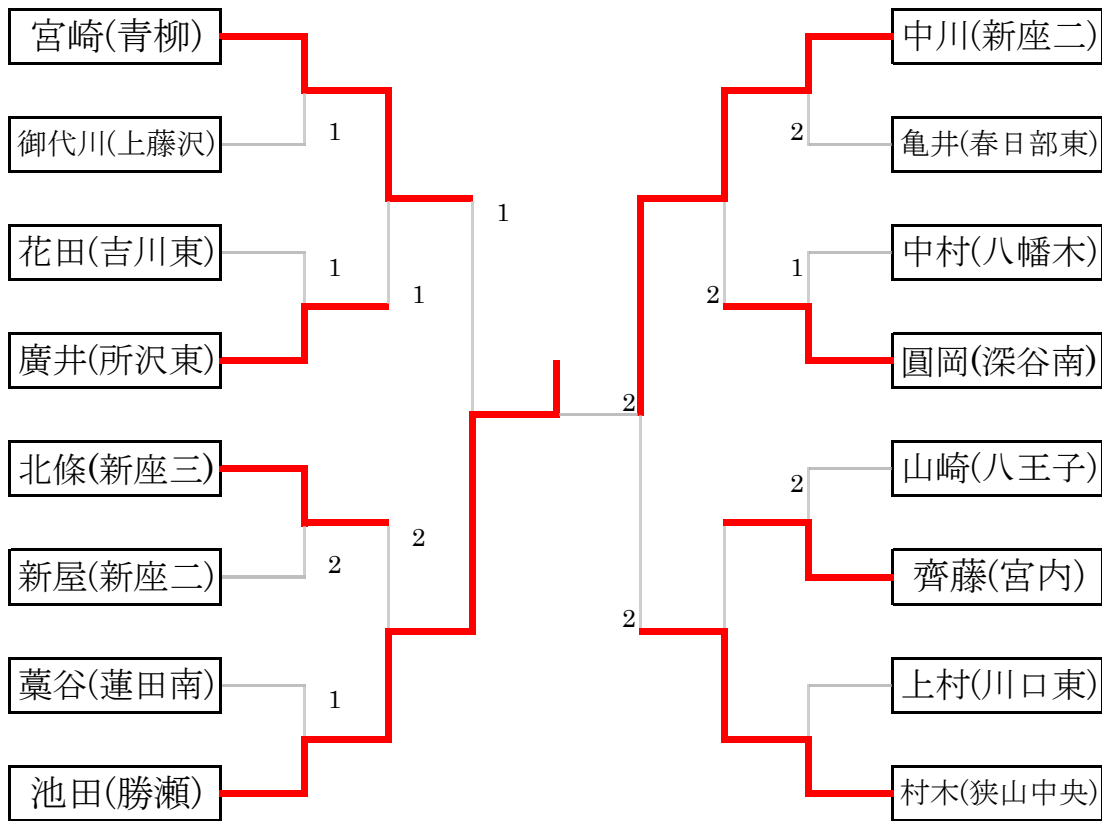 宮崎(青柳)
中川(新座二)
1
2
御代川(上藤沢)
亀井(春日部東)
1
花田(吉川東)
中村(八幡木)
1
1
1
2
廣井(所沢東)
圓岡(深谷南)
2
北條(新座三)
山崎(八王子)
2
2
2
新屋(新座二)
齊藤(宮内)
2
藁谷(蓮田南)
上村(川口東)
1
池田(勝瀬)
村木(狭山中央)